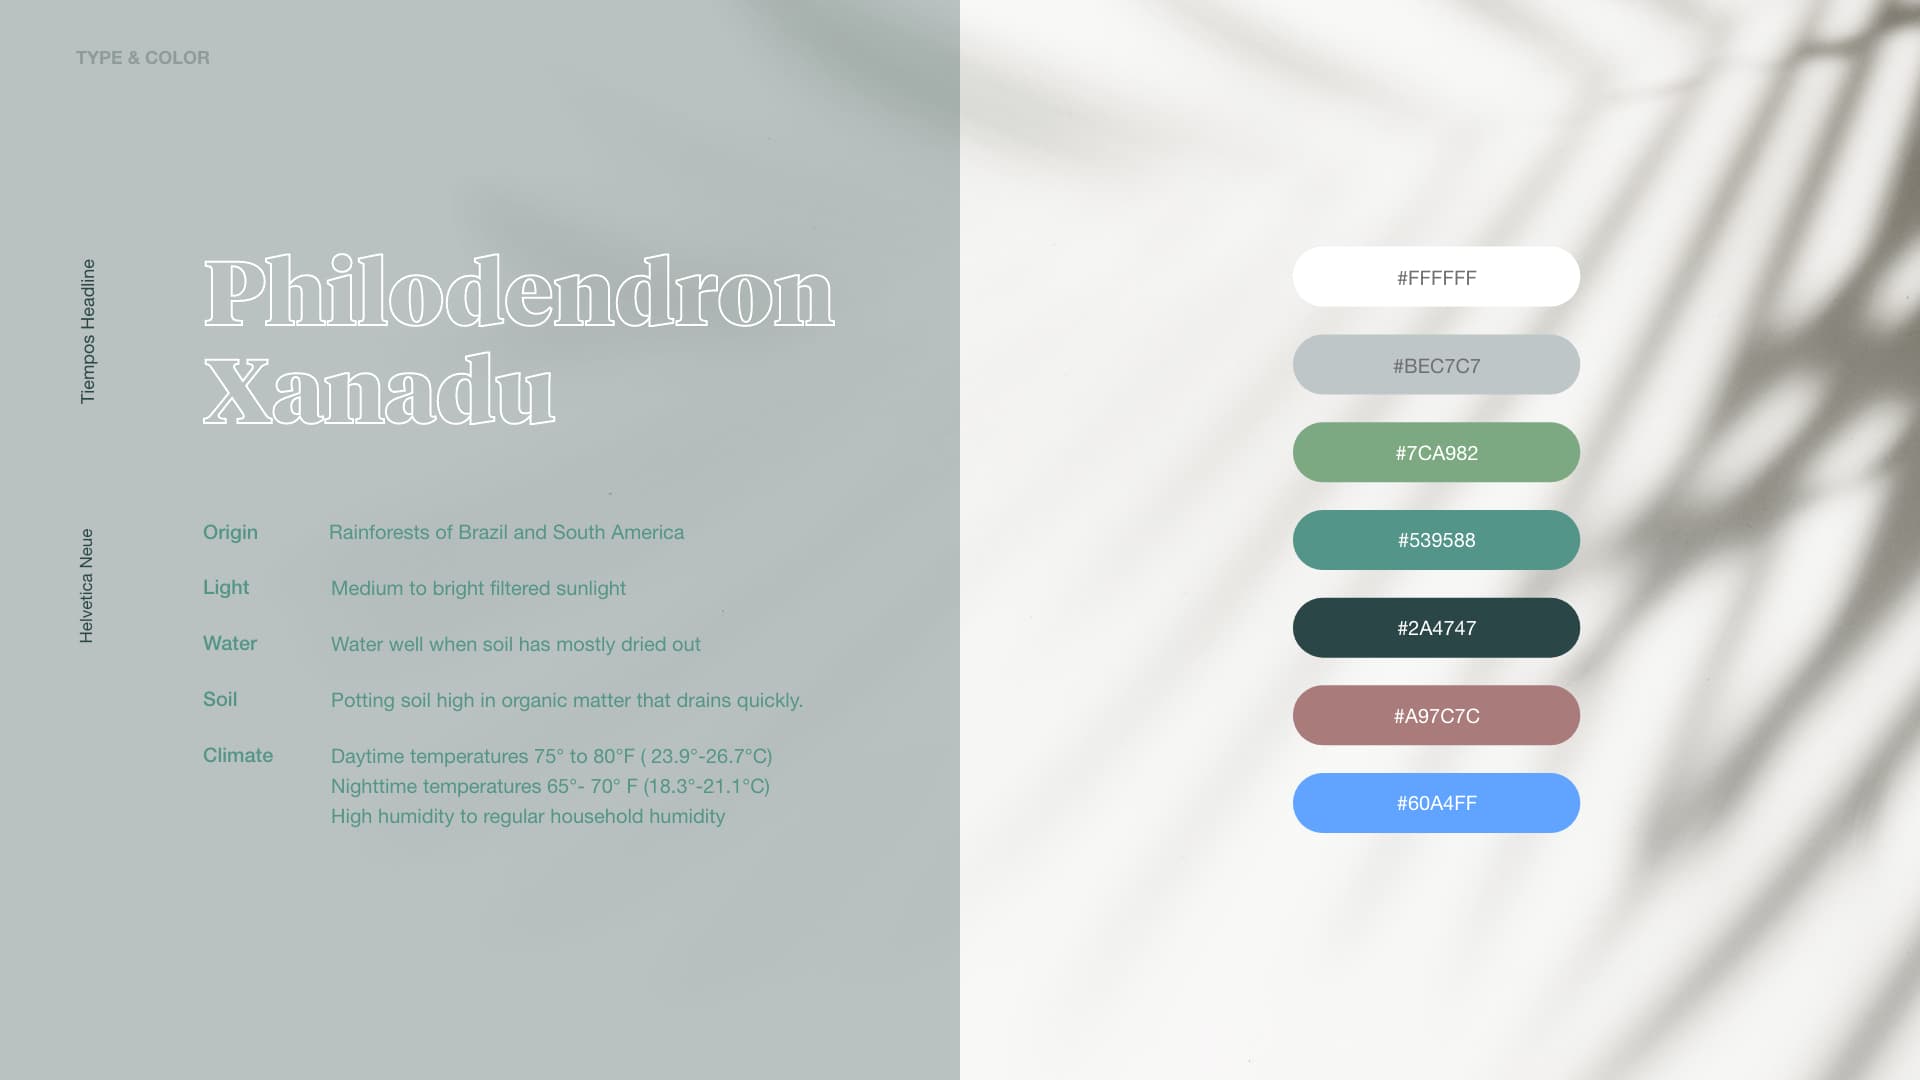 TYPE & COLOR
Tiempos Headline
Philodendron
Xanadu
Helvetica Neue
Origin Rainforests of Brazil and South America
Light Medium to bright filtered sunlight
Water Water well when soil has mostly dried out
Soil Potting soil high in organic matter that drains quickly.
Climate Daytime temperatures 75° to 80°F ( 23.9°-26.7°C)
Nighttime temperatures 65°- 70° F (18.3°-21.1°C)
High humidity to regular household humidity
#FFFFFF
#BEC7C7
#7CA982
#539588
#2A4747
#A97C7C
#60A4FF